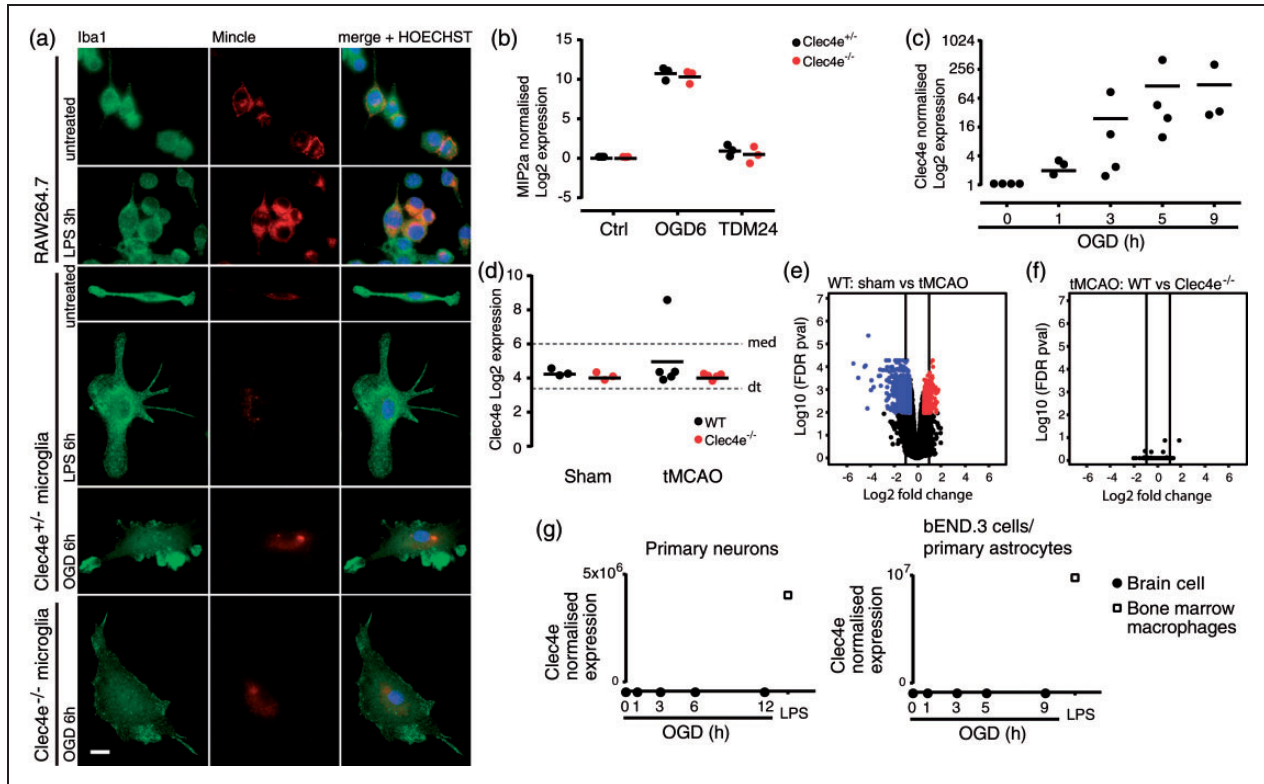 (a)
Iba1 Mincle merge + HOECHST
RAW264.7
untreated
LPS 3h
Clec4e+/- microglia
untreated
LPS 6h
OGD 6h
Clec4e-/- microglia
OGD 6h
(b)
MIP2a normalised
Log2 expression
15
10
5
0
-5
Ctrl OGD6 TDM24
Clec4e+/-
Clec4e-/-
(c)
Clec4e normalised
Log2 expression
1024
256
64
16
4
1
0 1 3 5 9
OGD (h)
(d)
Clec4e Log2 expression
10
8
6
4
2
0
med
dt
WT
Clec4e-/-
Sham tMCAO
(e)
WT: sham vs tMCAO
Log10 (FDR pval)
7
6
5
4
3
2
1
0
-6 -4 -2 0 2 4 6
Log2 fold change
(f)
tMCAO: WT vs Clec4e-/-
Log10 (FDR pval)
7
6
5
4
3
2
1
0
-6 -4 -2 0 2 4 6
Log2 fold change
(g)
Primary neurons
Clec4e
normalised
expression
5x10^6
0
0 1 3 6 12 LPS
OGD (h)
bEND.3 cells/
primary astrocytes
Clec4e
normalised
expression
10^7
0
0 1 3 5 9 LPS
OGD (h)
Brain cell
Bone marrow
macrophages